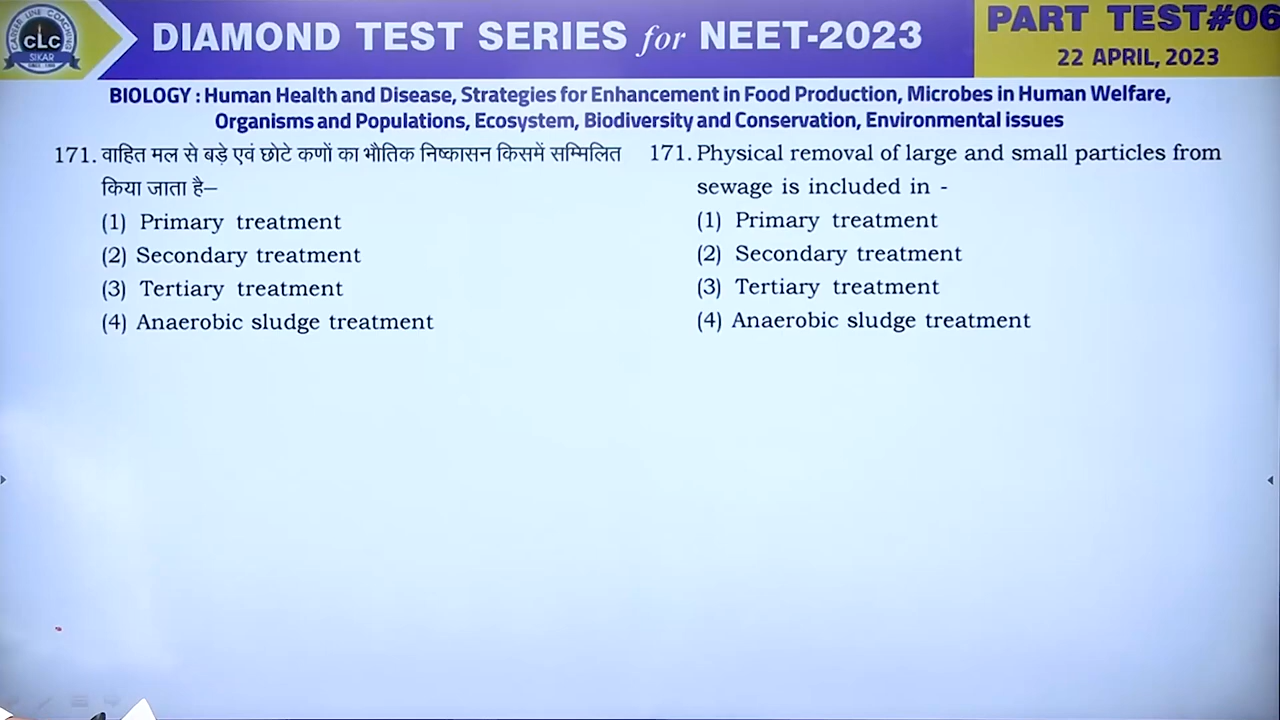 CAREER LINE COACHING
CLC
SIKAR
DIAMOND TEST SERIES for NEET-2023
PART TEST#06
22 APRIL, 2023
BIOLOGY : Human Health and Disease, Strategies for Enhancement in Food Production, Microbes in Human Welfare,
Organisms and Populations, Ecosystem, Biodiversity and Conservation, Environmental issues
171. वाहित मल से बड़े एवं छोटे कणों का भौतिक निष्कासन किसमें सम्मिलित
किया जाता है–
(1) Primary treatment
(2) Secondary treatment
(3) Tertiary treatment
(4) Anaerobic sludge treatment
171. Physical removal of large and small particles from
sewage is included in -
(1) Primary treatment
(2) Secondary treatment
(3) Tertiary treatment
(4) Anaerobic sludge treatment